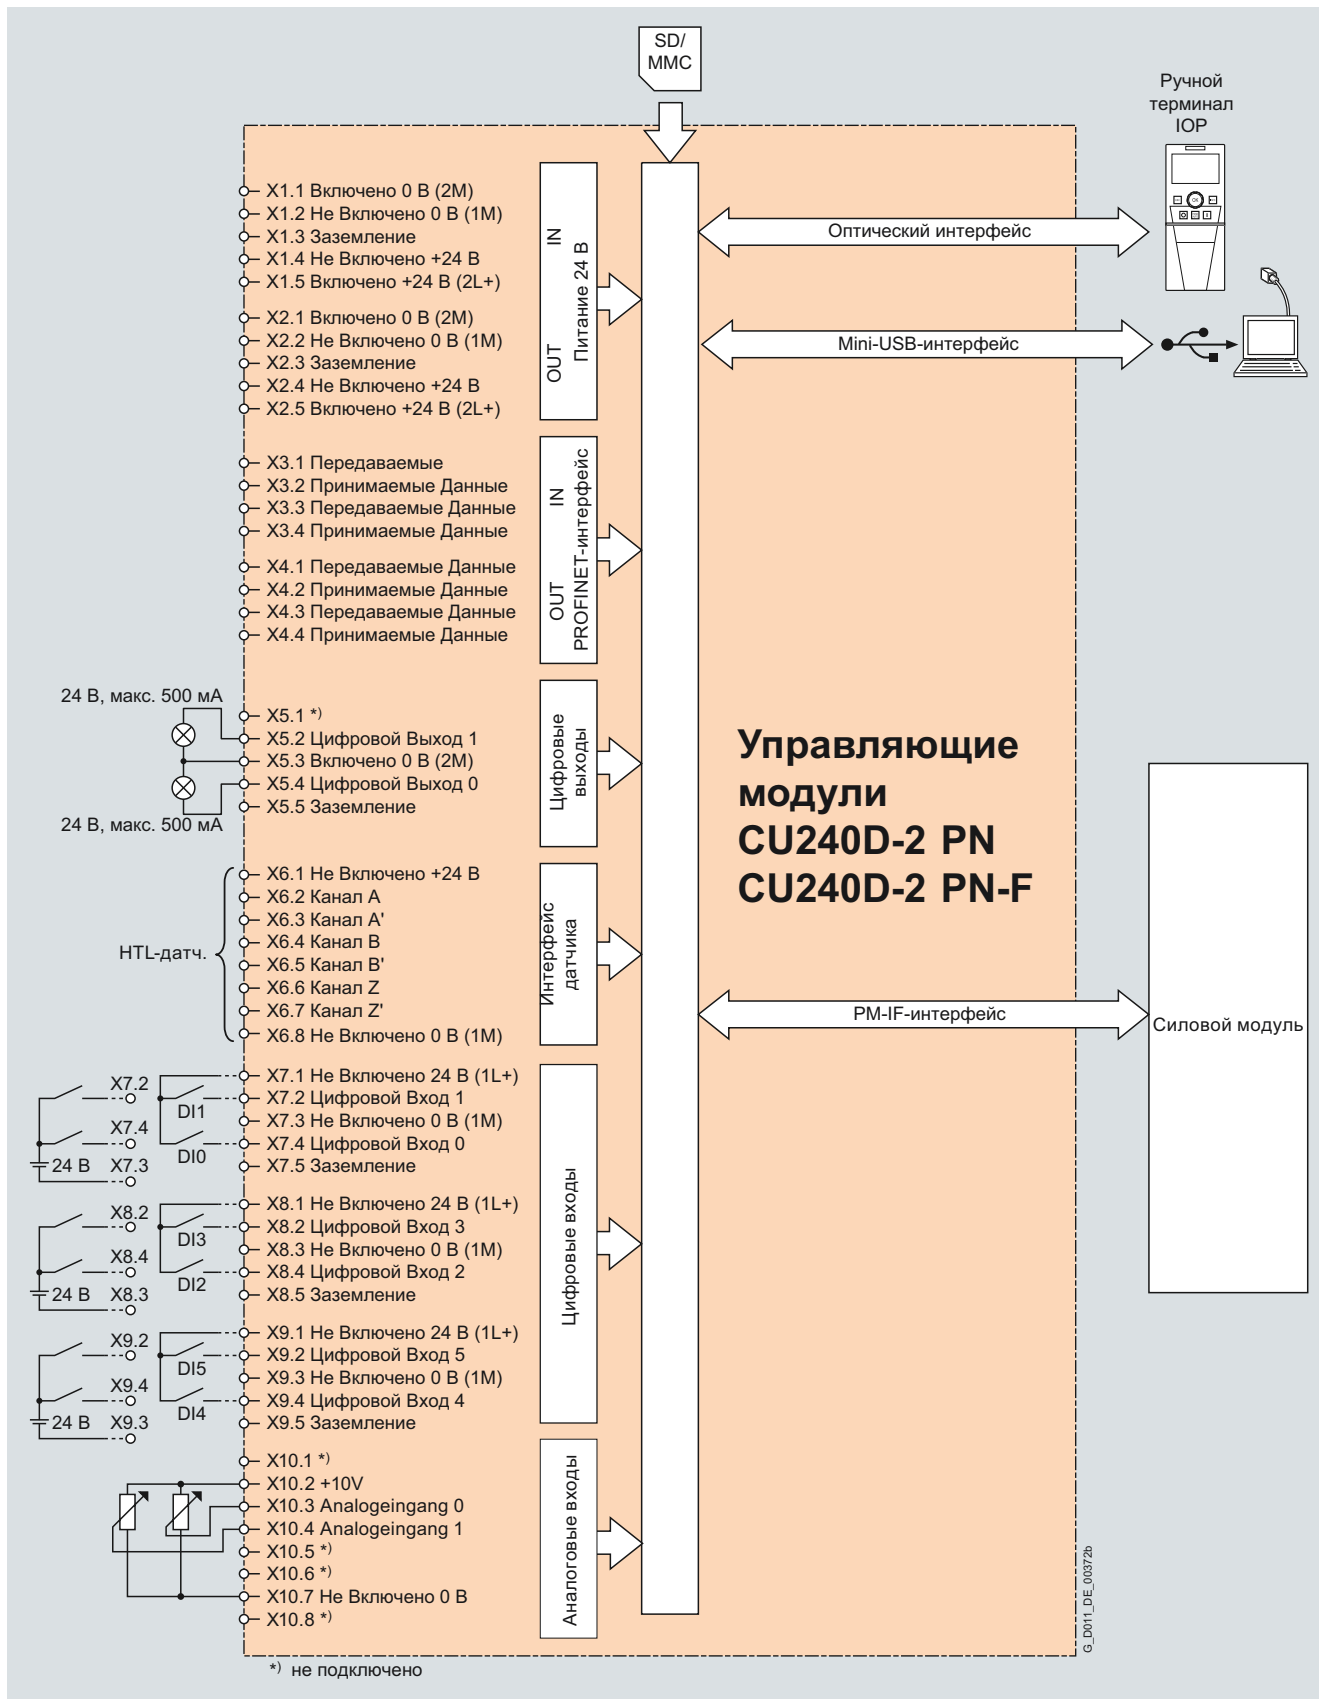 SD/
MMC
Ручной
терминал
IOP
X1.1 Включено 0 В (2M)
X1.2 Не Включено 0 В (1M)
X1.3 Заземление
X1.4 Не Включено +24 В
X1.5 Включено +24 В (2L+)
X2.1 Включено 0 В (2M)
X2.2 Не Включено 0 В (1M)
X2.3 Заземление
X2.4 Не Включено +24 В
X2.5 Включено +24 В (2L+)
OUT IN
Питание 24 В
Оптический интерфейс
OK
Mini-USB-интерфейс
X3.1 Передаваемые
X3.2 Принимаемые Данные
X3.3 Передаваемые Данные
X3.4 Принимаемые Данные
X4.1 Передаваемые Данные
X4.2 Принимаемые Данные
X4.3 Передаваемые Данные
X4.4 Принимаемые Данные
OUT IN
PROFINET-интерфейс
24 В, макс. 500 мА
24 В, макс. 500 мА
X5.1 *)
X5.2 Цифровой Выход 1
X5.3 Включено 0 В (2M)
X5.4 Цифровой Выход 0
X5.5 Заземление
Цифровые
выходы
Управляющие
модули
CU240D-2 PN
CU240D-2 PN-F
HTL-датч.
X6.1 Не Включено +24 В
X6.2 Канал A
X6.3 Канал A'
X6.4 Канал B
X6.5 Канал B'
X6.6 Канал Z
X6.7 Канал Z'
X6.8 Не Включено 0 В (1M)
Интерфейс
датчика
PM-IF-интерфейс
Силовой модуль
X7.2
X7.4
24 В X7.3
DI1
DI0
X7.1 Не Включено 24 В (1L+)
X7.2 Цифровой Вход 1
X7.3 Не Включено 0 В (1M)
X7.4 Цифровой Вход 0
X7.5 Заземление
X8.2
X8.4
24 В X8.3
DI3
DI2
X8.1 Не Включено 24 В (1L+)
X8.2 Цифровой Вход 3
X8.3 Не Включено 0 В (1M)
X8.4 Цифровой Вход 2
X8.5 Заземление
X9.2
X9.4
24 В X9.3
DI5
DI4
X9.1 Не Включено 24 В (1L+)
X9.2 Цифровой Вход 5
X9.3 Не Включено 0 В (1M)
X9.4 Цифровой Вход 4
X9.5 Заземление
Цифровые входы
X10.1 *)
X10.2 +10V
X10.3 Analogeingang 0
X10.4 Analogeingang 1
X10.5 *)
X10.6 *)
X10.7 Не Включено 0 В
X10.8 *)
Аналоговые входы
G_D011_DE_00372b
*) не подключено